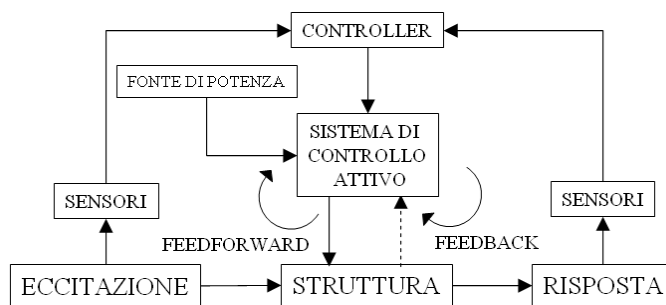 CONTROLLER
FONTE DI POTENZA
SISTEMA DI
CONTROLLO
ATTIVO
SENSORI
SENSORI
FEEDFORWARD
FEEDBACK
ECCITAZIONE
STRUTTURA
RISPOSTA